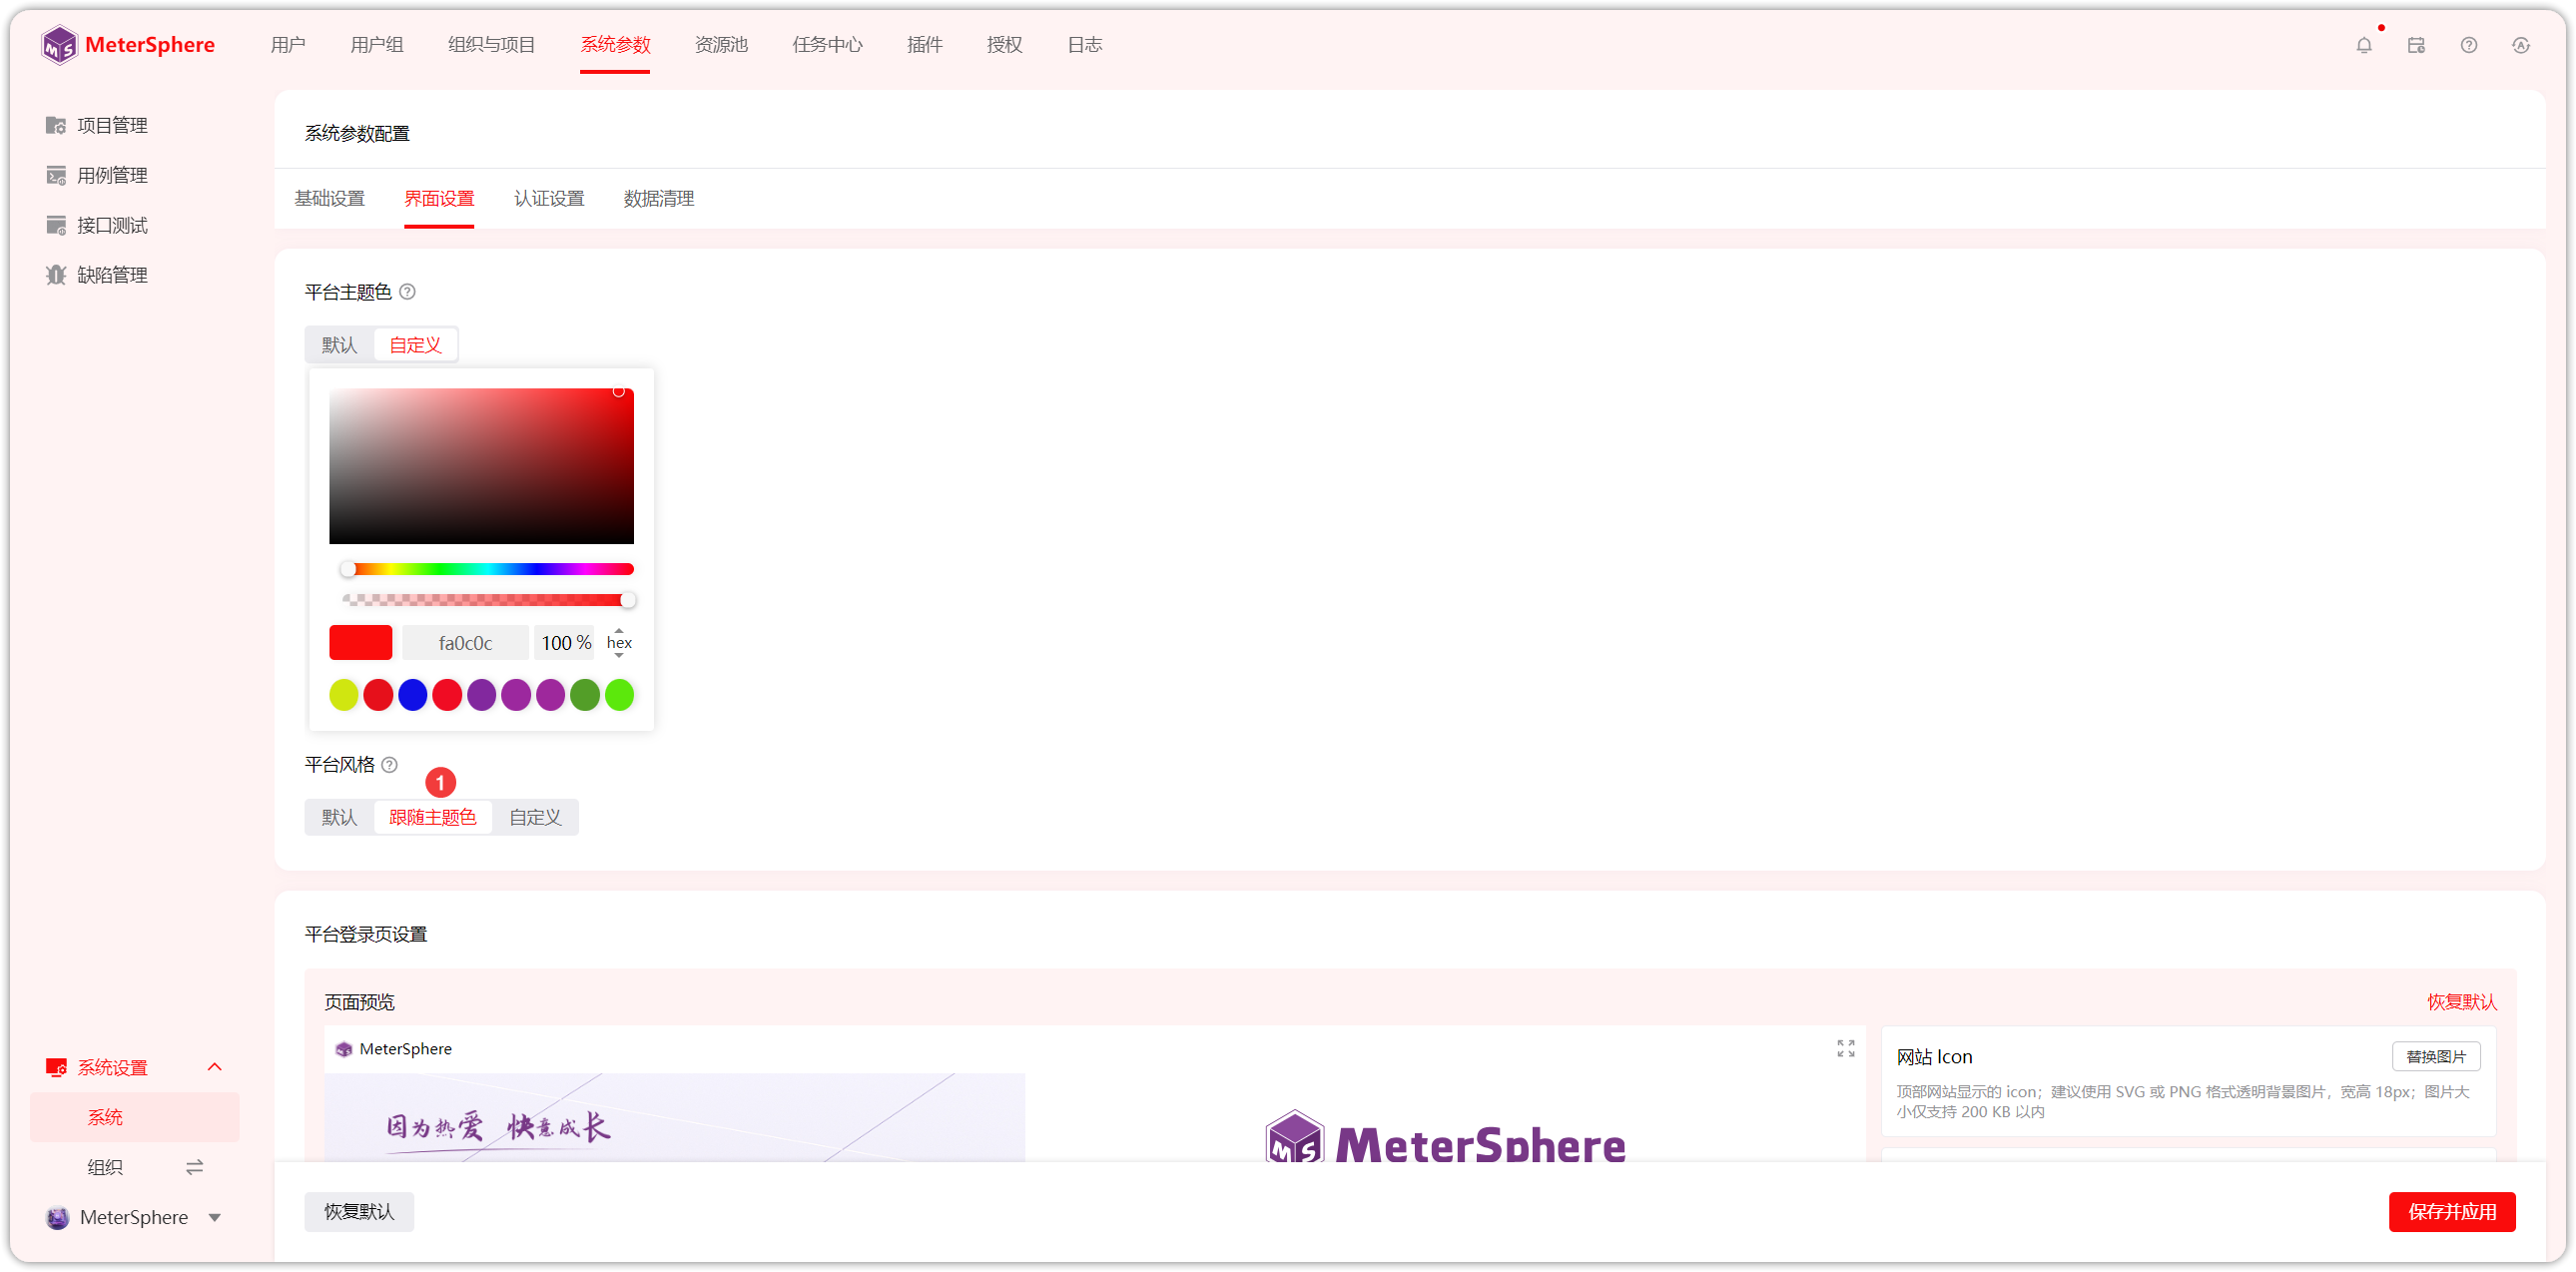 MeterSphere
用户 用户组 组织与项目 系统参数 资源池 任务中心 插件 授权 日志
项目管理
用例管理
接口测试
缺陷管理
系统参数配置
基础设置 界面设置 认证设置 数据清理
平台主题色
默认 自定义
fa0c0c 100 % hex
平台风格
1
默认 跟随主题色 自定义
平台登录页设置
页面预览 恢复默认
MeterSphere
因为热爱 快意成长
MS MeterSphere
网站 Icon 替换图片
顶部网站显示的 icon；建议使用 SVG 或 PNG 格式透明背景图片，宽高 18px；图片大
小仅支持 200 KB 以内
系统设置
系统
组织
MeterSphere
恢复默认 保存并应用